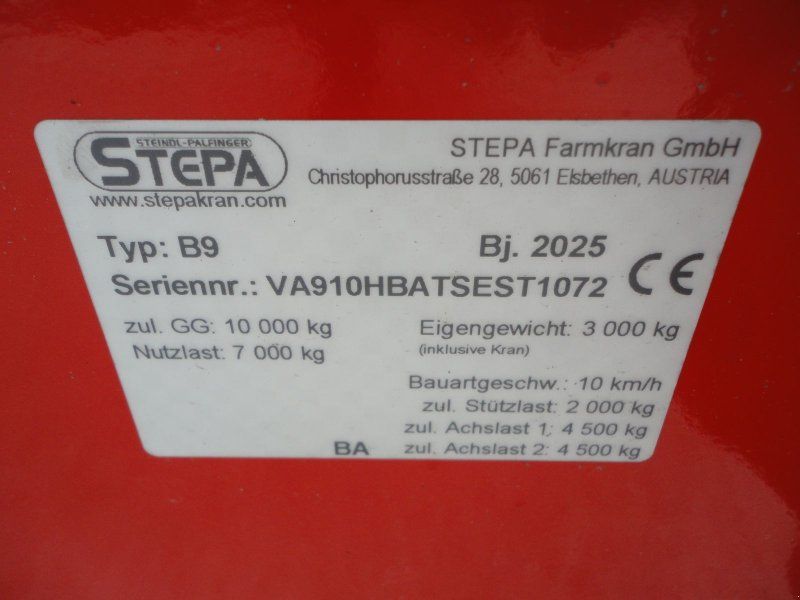 STEINDL-PALFINGER
STEPA
www.stepakran.com
STEPA Farmkran GmbH
Christophorusstraße 28, 5061 Elsbethen, AUSTRIA
Typ: B9
Bj. 2025
Seriennr.: VA910HBATSEST1072
CE
zul. GG: 10 000 kg
Nutzlast: 7 000 kg
Eigengewicht: 3 000 kg
(inklusive Kran)
Bauartgeschw.: 10 km/h
zul. Stützlast: 2 000 kg
zul. Achslast 1: 4 500 kg
zul. Achslast 2: 4 500 kg
BA